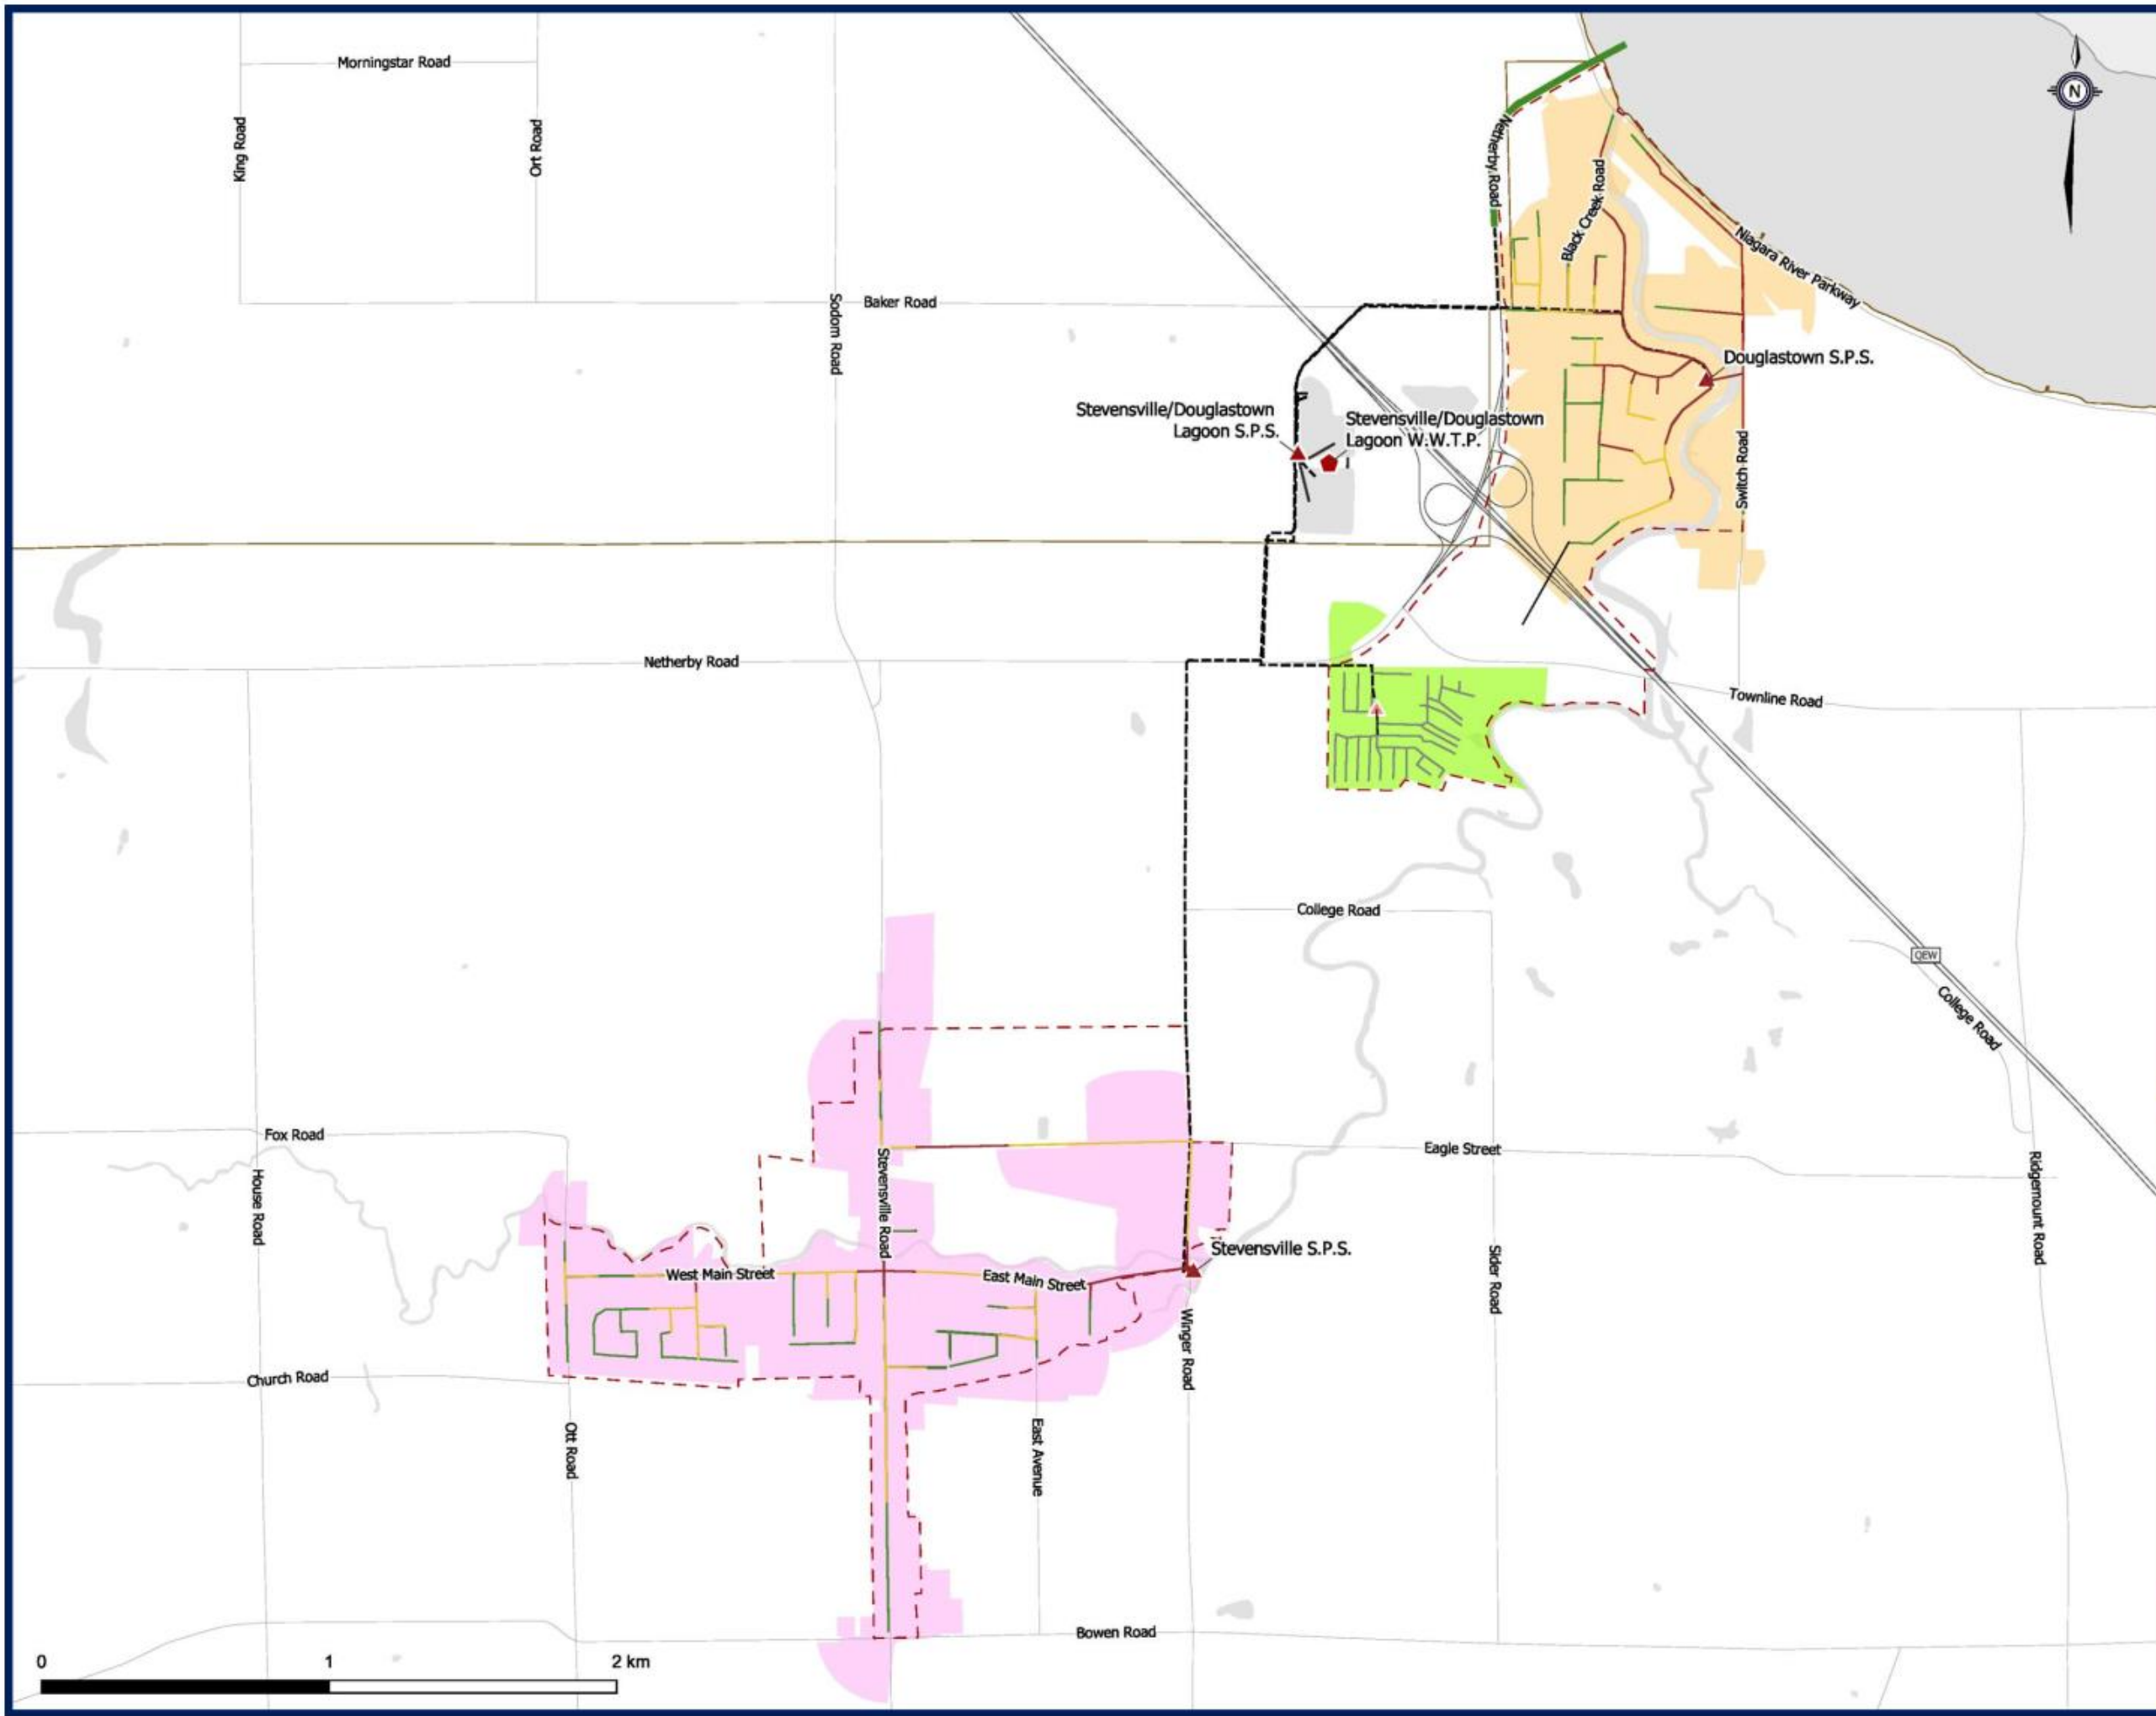 Morningstar Road
N
King Road
Ort Road
Netherby Road
Black Creek Road
Niagara River Parkway
Sodom Road
Baker Road
Douglastown S.P.S.
Stevensville/Douglastown
Lagoon S.P.S.
Stevensville/Douglastown
Lagoon W.W.T.P.
Switch Road
Netherby Road
Townline Road
College Road
QEW
College Road
Fox Road
House Road
Stevensville Road
Eagle Street
Ridgemount Road
Stevensville S.P.S.
Sider Road
West Main Street
East Main Street
Winger Road
Church Road
Ott Road
East Avenue
Bowen Road
0 1 2 km